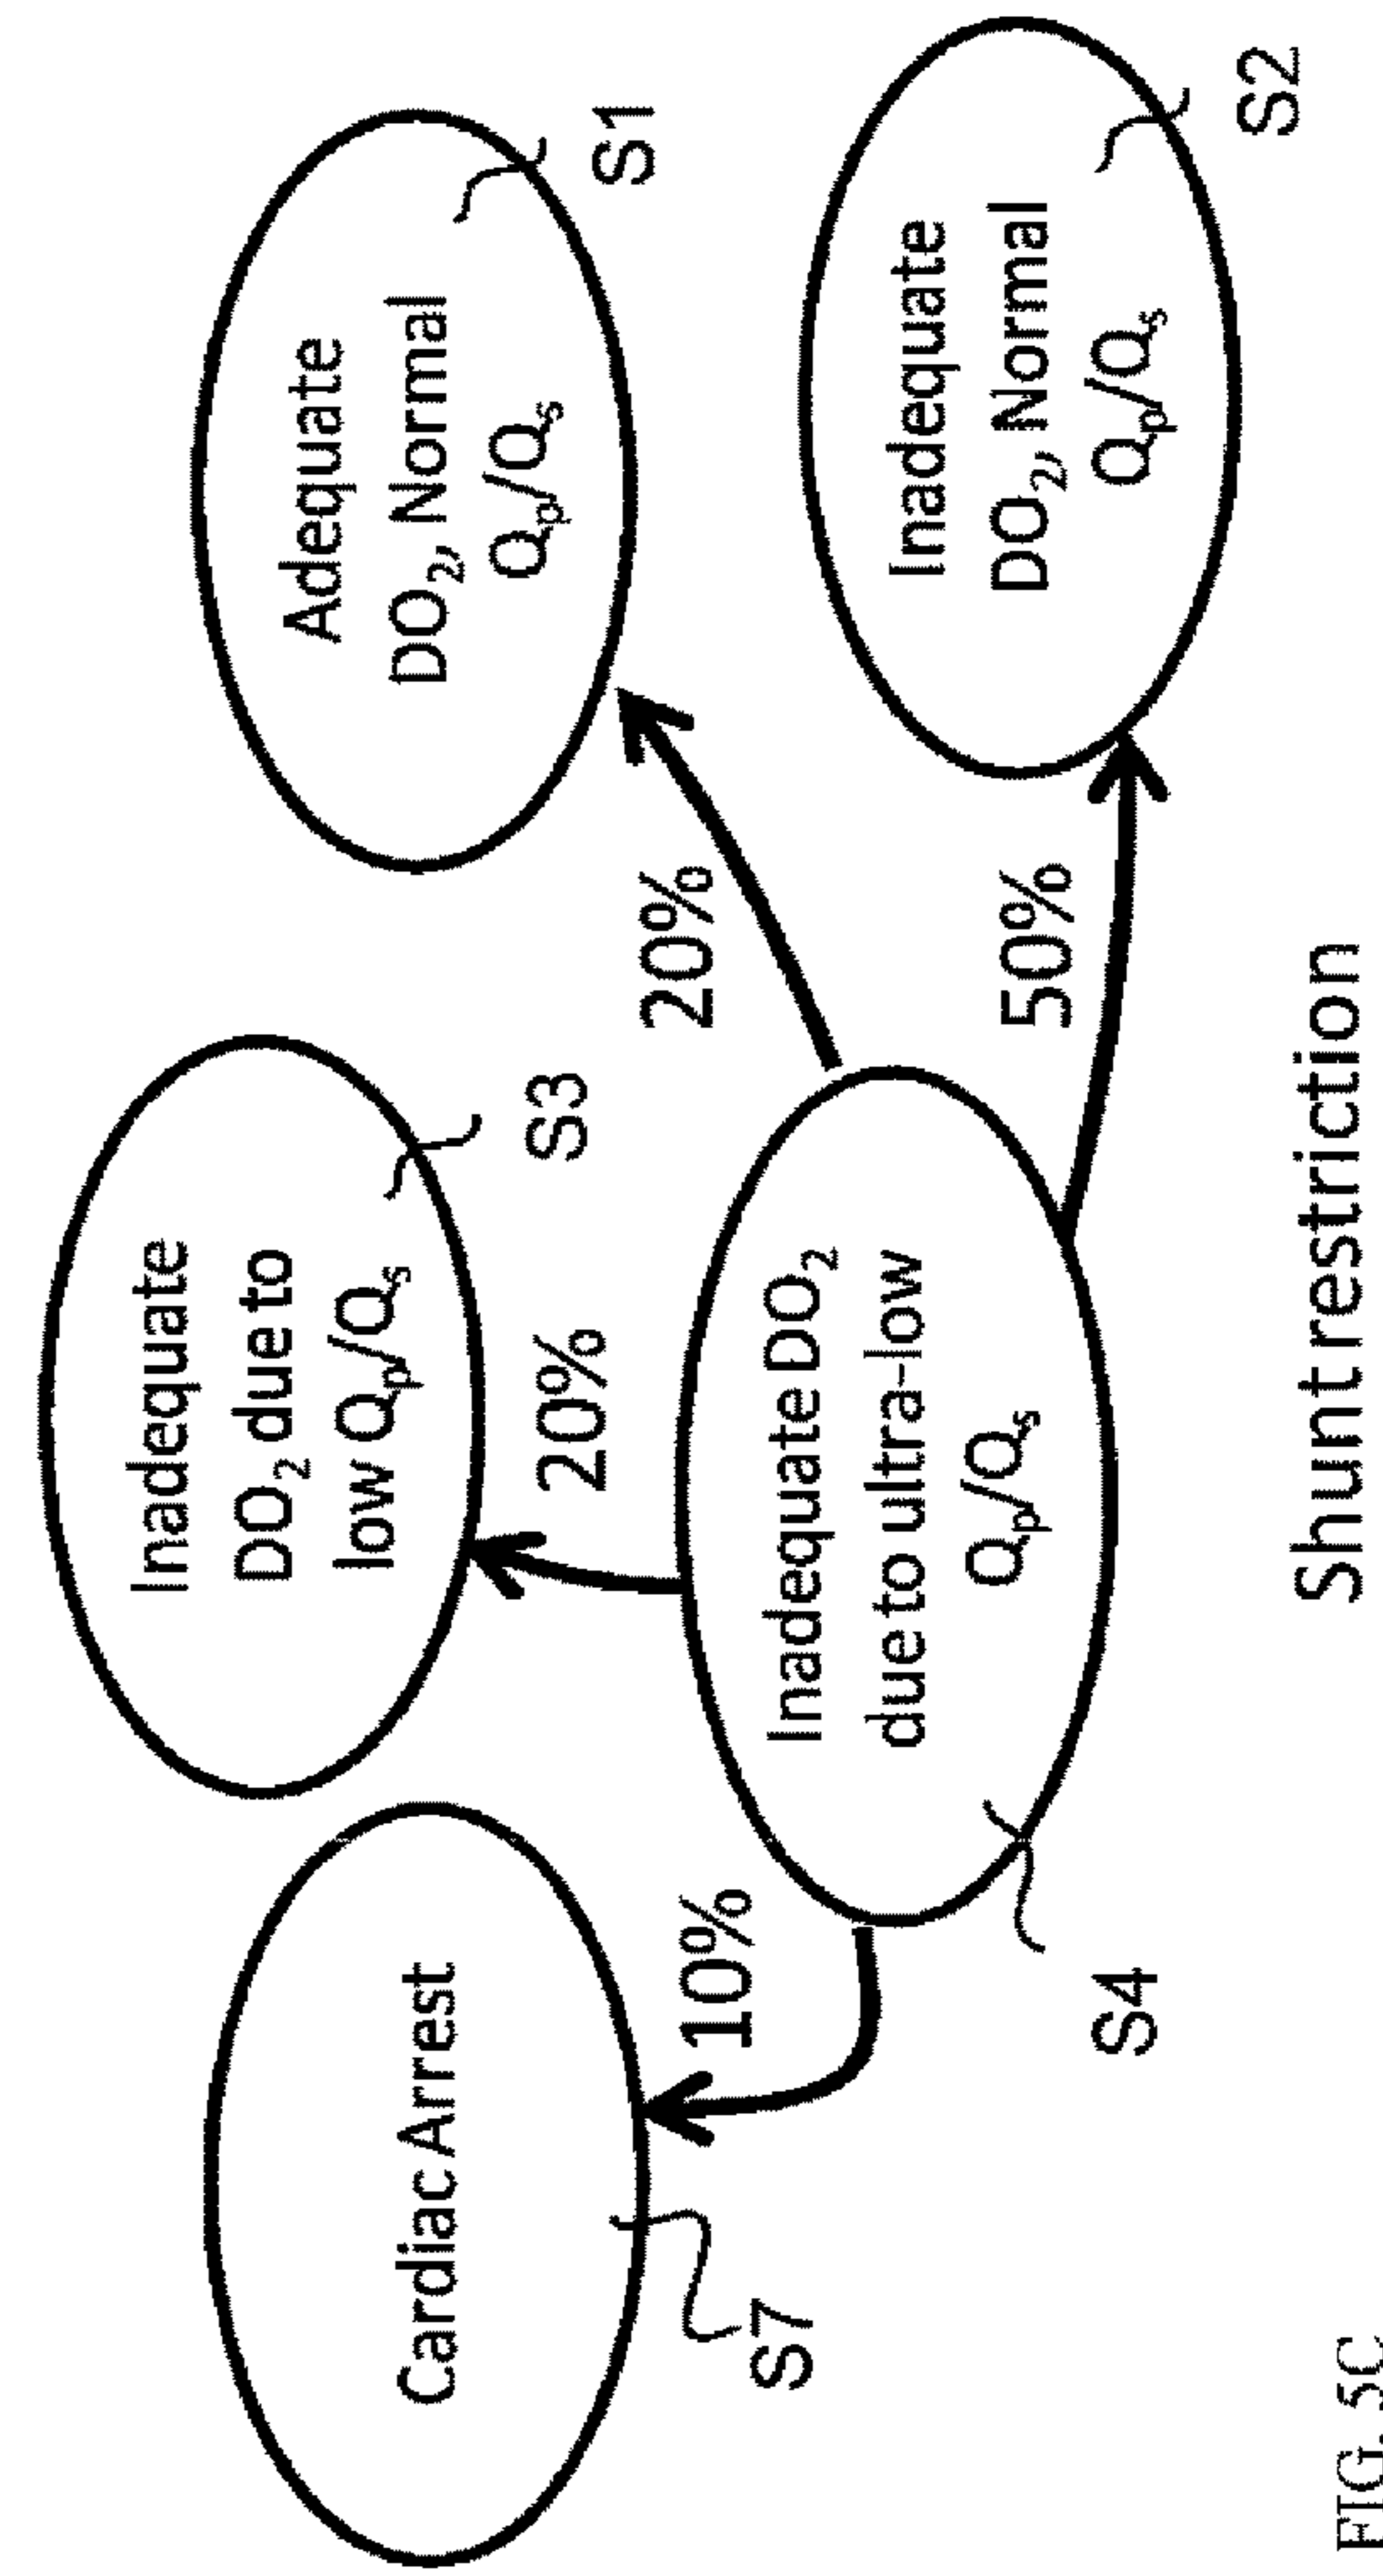 Cardiac Arrest
S7
10%
Inadequate
DO2 due to
low Qp/Qs
S3
20%
Adequate
DO2, Normal
Qp/Qs
S1
20%
Inadequate DO2
due to ultra-low
Qp/Qs
S4
50%
Inadequate
DO2, Normal
Qp/Qs
S2
Shunt restriction
FIG. 5C